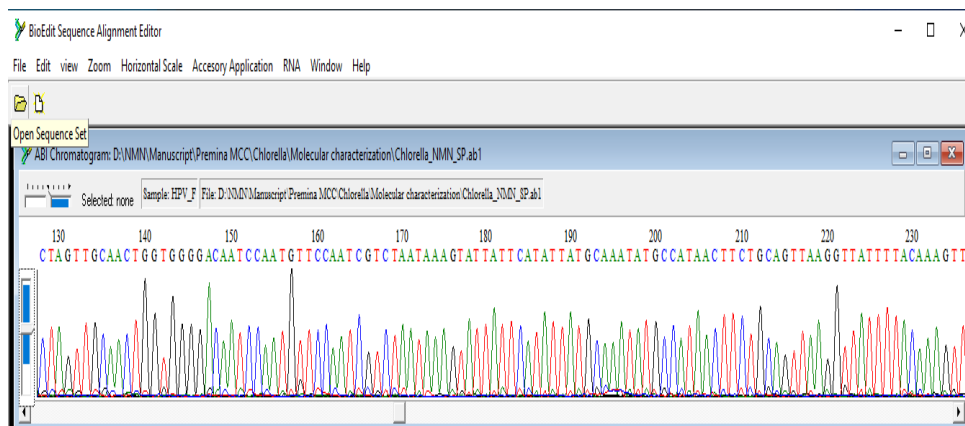 BioEdit Sequence Alignment Editor
File Edit view Zoom Horizontal Scale Accesory Application RNA Window Help
Open Sequence Set
ABI Chromatogram: D:\NMN\Manuscript\Premina MCC\Chlorella\Molecular characterization\Chlorella_NMN_SP.ab1
Selected: none Sample: HPV_F File: D:\NMN\Manuscript\Premina MCC\Chlorella\Molecular characterization\Chlorella_NMN_SP.ab1
130 140 150 160 170 180 190 200 210 220 230
CTAGTTGCAACTGGTGGGGACAATCCAATGTTCCAATCGTCTAATAAAGTATTATTCATATTATGCAAATATGCCATAACTTCTGCAGTTAAGGTTATTTTACAAAGTT